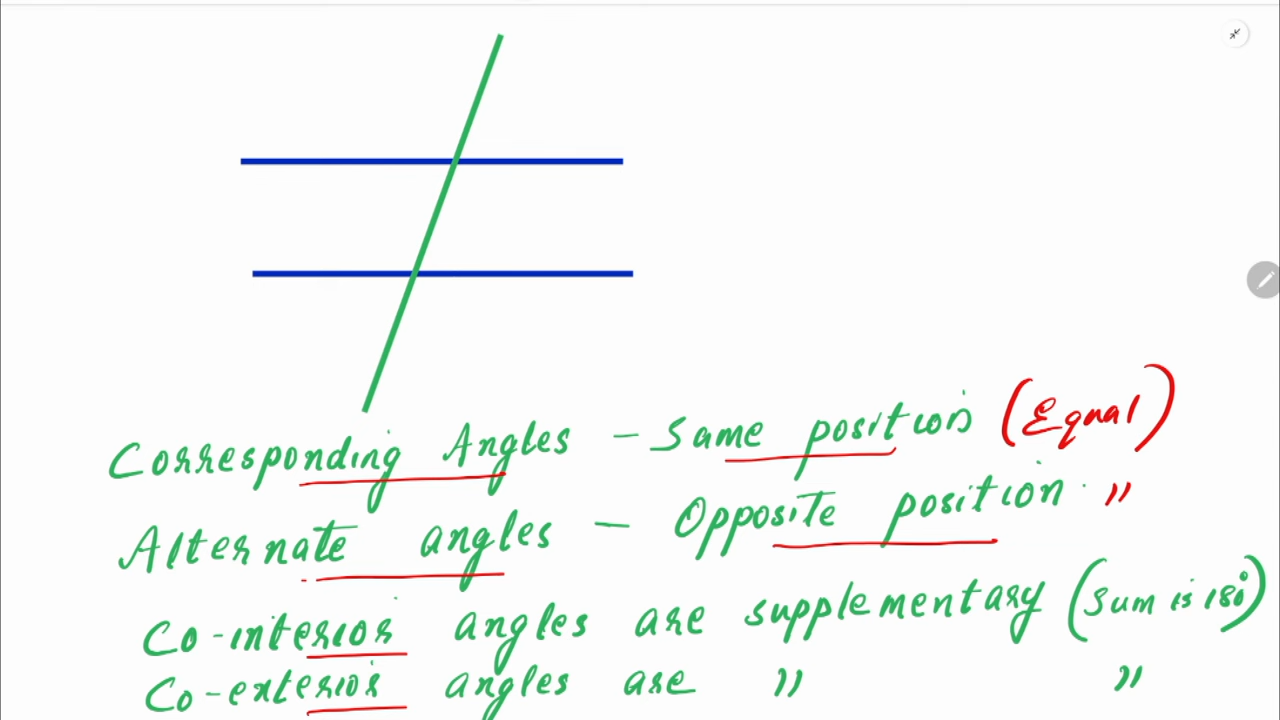 Corresponding Angles - Same position (Equal)
Alternate angles - Opposite position "
Co-interior angles are supplementary (Sum is 180°)
Co-exterior angles are " "